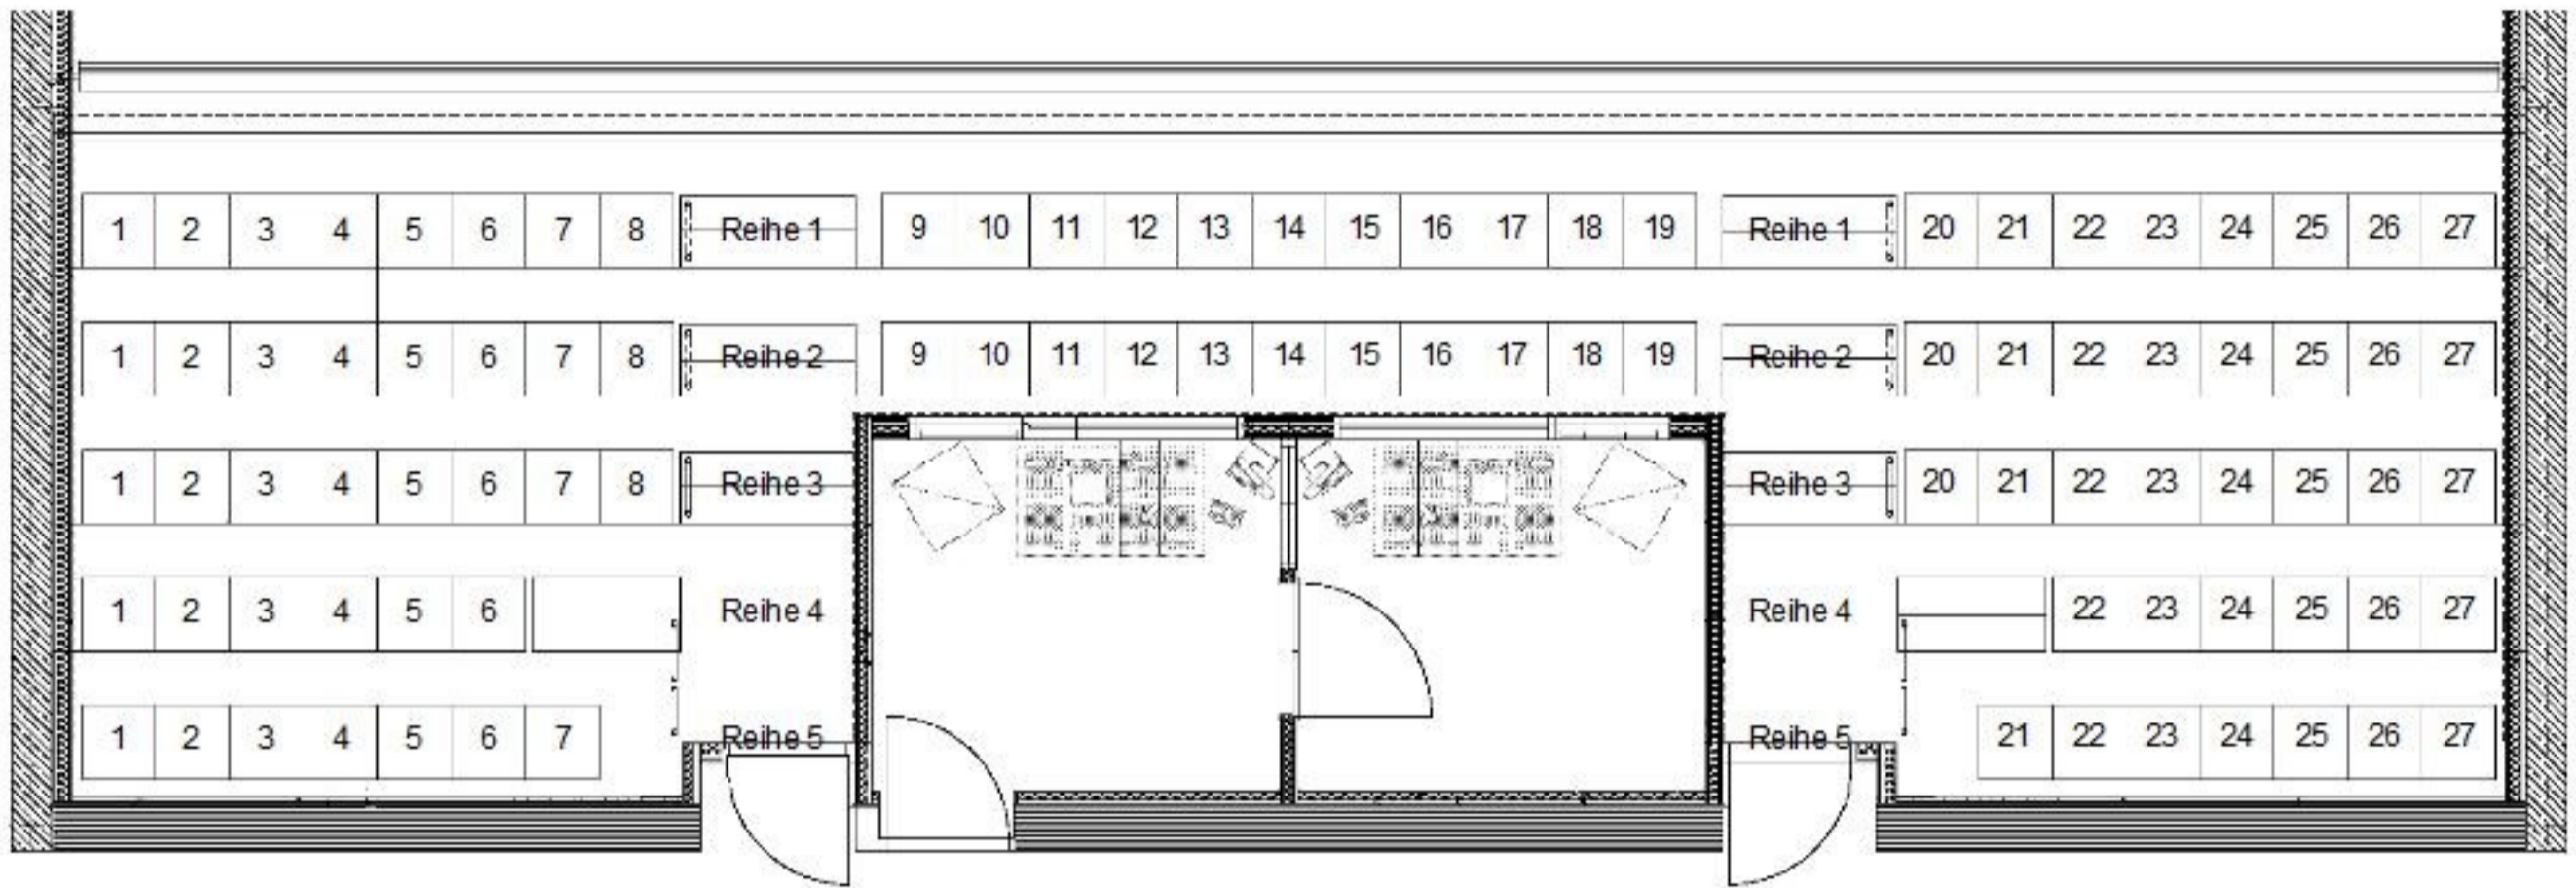 1 2 3 4 5 6 7 8 Reihe 1 9 10 11 12 13 14 15 16 17 18 19 Reihe 1 20 21 22 23 24 25 26 27
1 2 3 4 5 6 7 8 Reihe 2 9 10 11 12 13 14 15 16 17 18 19 Reihe 2 20 21 22 23 24 25 26 27
1 2 3 4 5 6 7 8 Reihe 3 Reihe 3 20 21 22 23 24 25 26 27
1 2 3 4 5 6 Reihe 4 Reihe 4 22 23 24 25 26 27
1 2 3 4 5 6 7 Reihe 5 Reihe 5 21 22 23 24 25 26 27